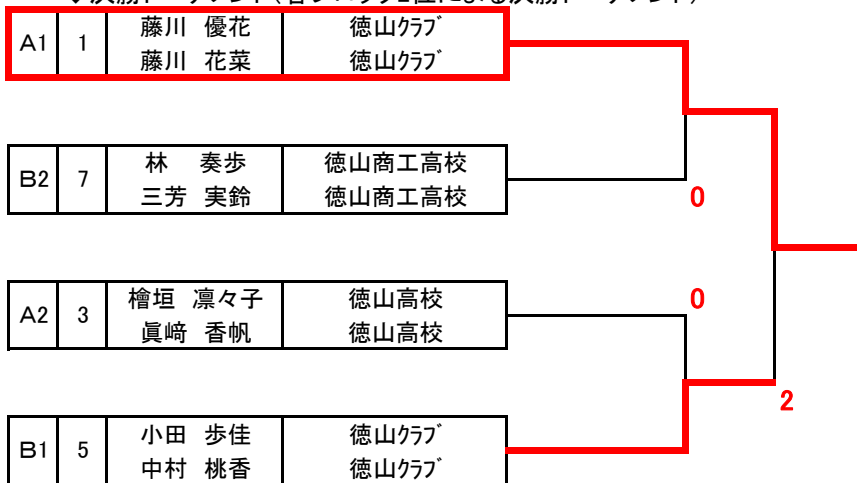 A1 1 藤川 優花 徳山ｸﾗﾌﾞ
藤川 花菜 徳山ｸﾗﾌﾞ
B2 7 林 奏歩 徳山商工高校
三芳 実鈴 徳山商工高校
0
A2 3 檜垣 凛々子 徳山高校
眞﨑 香帆 徳山高校
0
2
B1 5 小田 歩佳 徳山ｸﾗﾌﾞ
中村 桃香 徳山ｸﾗﾌﾞ